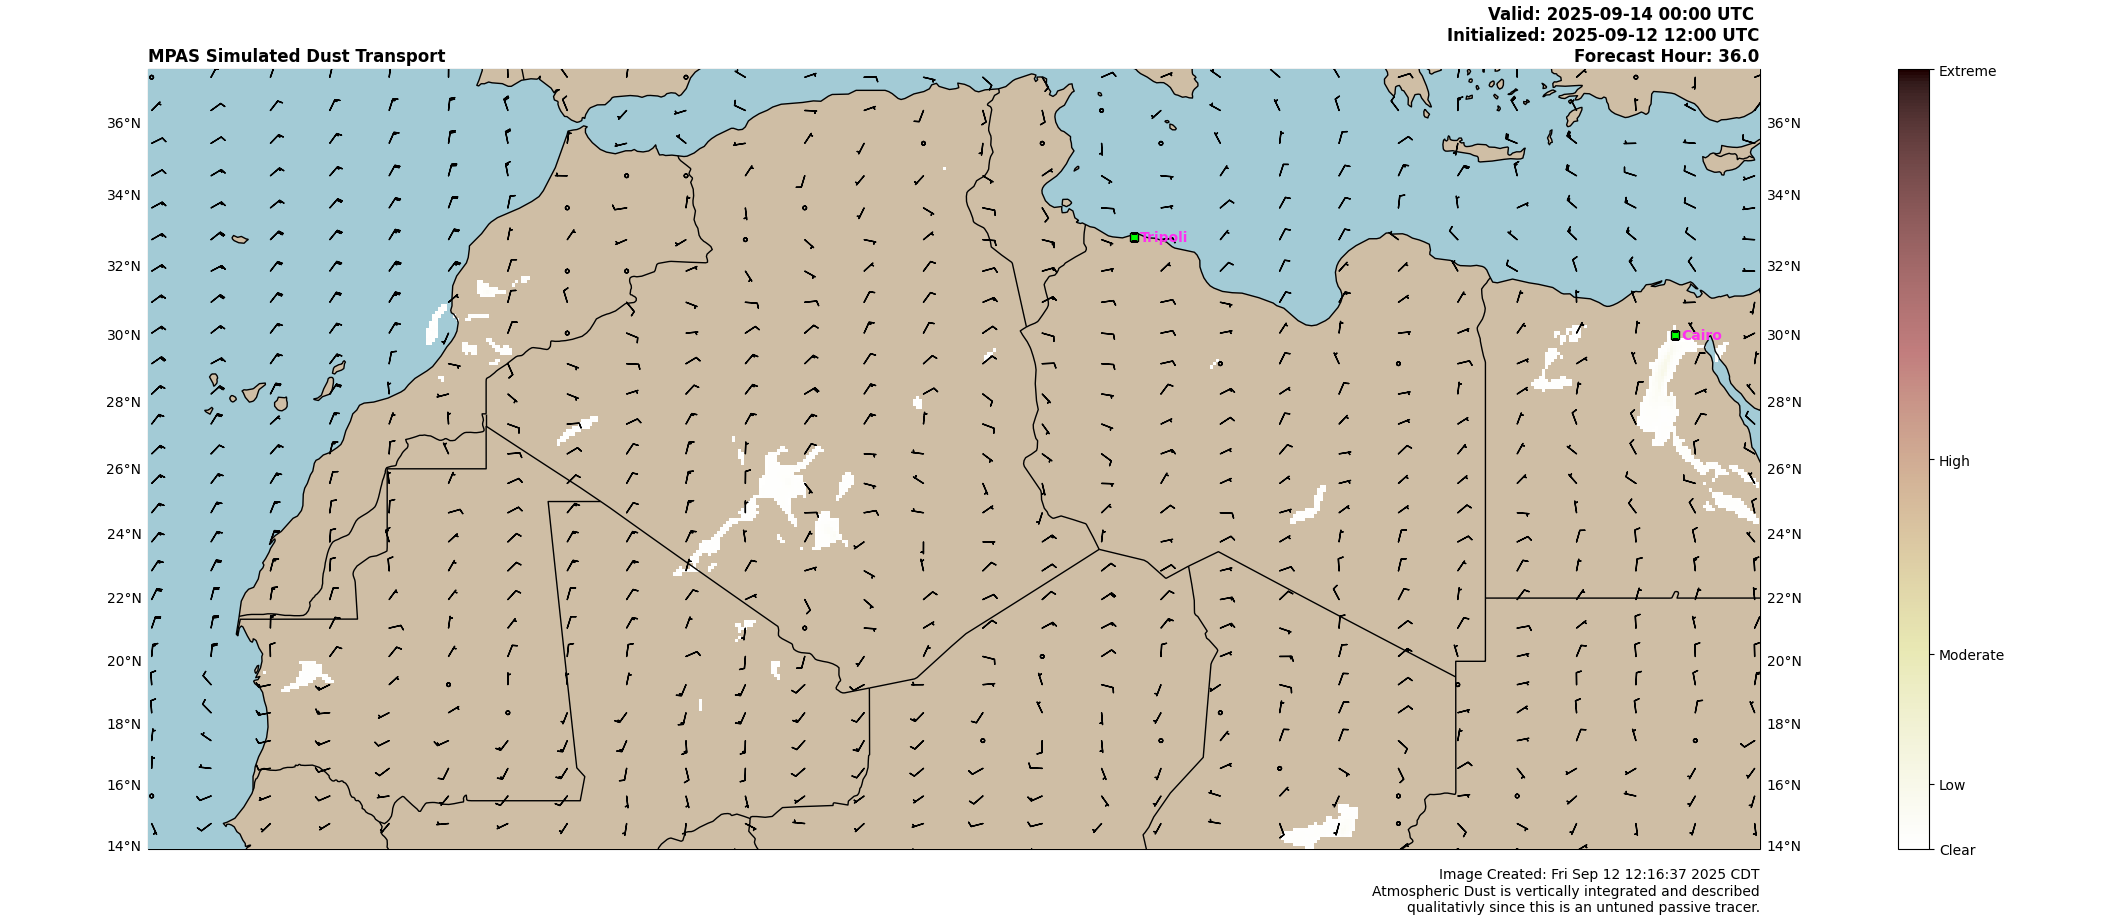 Valid: 2025-09-14 00:00 UTC
Initialized: 2025-09-12 12:00 UTC
MPAS Simulated Dust Transport
Forecast Hour: 36.0
36°N
36°N
34°N
34°N
32°N
32°N
30°N
30°N
28°N
28°N
26°N
26°N
24°N
24°N
22°N
22°N
20°N
20°N
18°N
18°N
16°N
16°N
14°N
14°N
Tripoli
Cairo
Extreme
High
Moderate
Low
Clear
Image Created: Fri Sep 12 12:16:37 2025 CDT
Atmospheric Dust is vertically integrated and described
qualitativly since this is an untuned passive tracer.